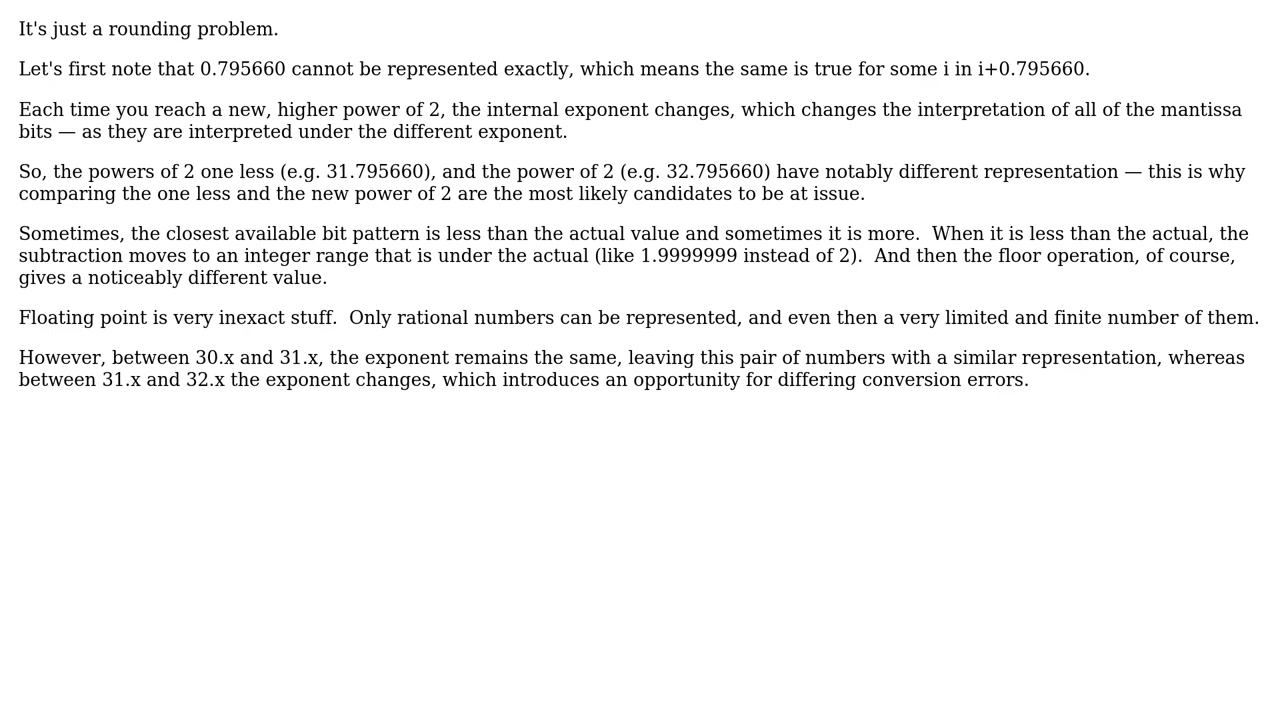 It's just a rounding problem.
Let's first note that 0.795660 cannot be represented exactly, which means the same is true for some i in i+0.795660.
Each time you reach a new, higher power of 2, the internal exponent changes, which changes the interpretation of all of the mantissa
bits — as they are interpreted under the different exponent.
So, the powers of 2 one less (e.g. 31.795660), and the power of 2 (e.g. 32.795660) have notably different representation — this is why
comparing the one less and the new power of 2 are the most likely candidates to be at issue.
Sometimes, the closest available bit pattern is less than the actual value and sometimes it is more.  When it is less than the actual, the
subtraction moves to an integer range that is under the actual (like 1.9999999 instead of 2).  And then the floor operation, of course,
gives a noticeably different value.
Floating point is very inexact stuff.  Only rational numbers can be represented, and even then a very limited and finite number of them.
However, between 30.x and 31.x, the exponent remains the same, leaving this pair of numbers with a similar representation, whereas
between 31.x and 32.x the exponent changes, which introduces an opportunity for differing conversion errors.